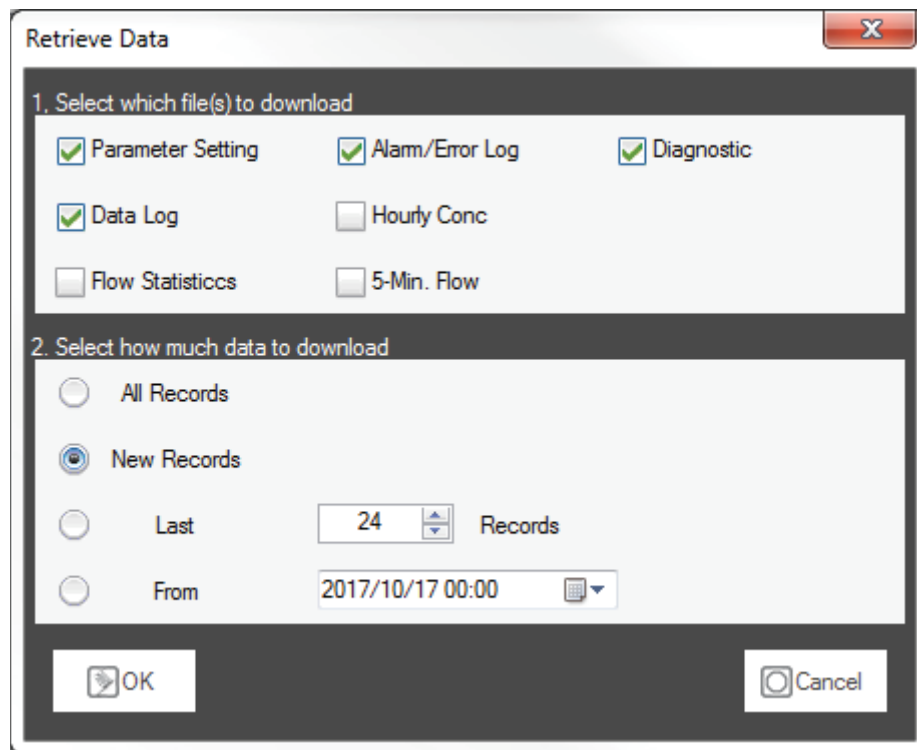 Retrieve Data
1, Select which file(s) to download
Parameter Setting Alarm/Error Log Diagnostic
Data Log Hourly Conc
Flow Statisticcs 5-Min. Flow
2. Select how much data to download
All Records
New Records
Last 24 Records
From 2017/10/17 00:00
OK Cancel